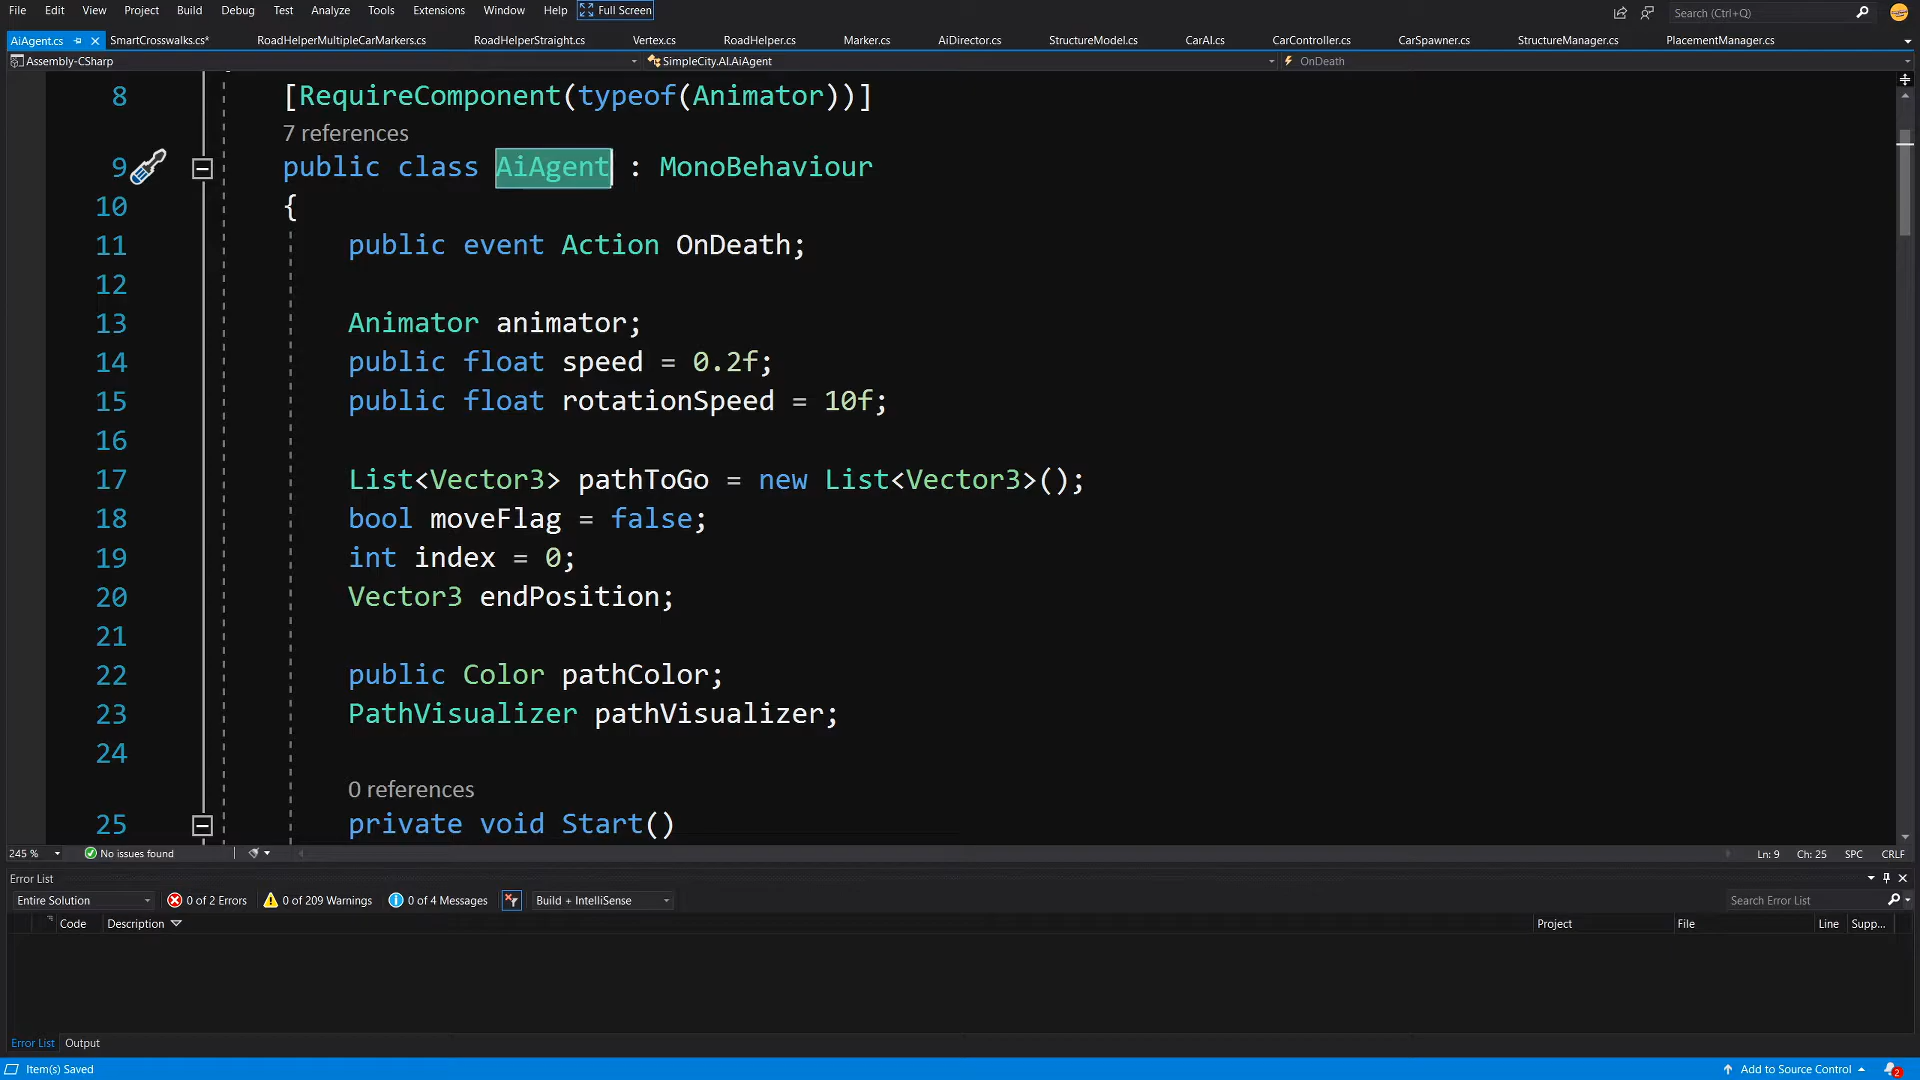 File Edit View Project Build Debug Test Analyze Tools Extensions Window Help Full Screen Search (Ctrl+Q)
AiAgent.cs SmartCrosswalks.cs* RoadHelperMultipleCarMarkers.cs RoadHelperStraight.cs Vertex.cs RoadHelper.cs Marker.cs AiDirector.cs StructureModel.cs CarAI.cs CarController.cs CarSpawner.cs StructureManager.cs PlacementManager.cs
Assembly-CSharp SimpleCity.AI.AiAgent OnDeath
8 [RequireComponent(typeof(Animator))]
7 references
9 public class AiAgent : MonoBehaviour
10 {
11 public event Action OnDeath;
12
13 Animator animator;
14 public float speed = 0.2f;
15 public float rotationSpeed = 10f;
16
17 List<Vector3> pathToGo = new List<Vector3>();
18 bool moveFlag = false;
19 int index = 0;
20 Vector3 endPosition;
21
22 public Color pathColor;
23 PathVisualizer pathVisualizer;
24
0 references
25 private void Start()
245 % No issues found Ln: 9 Ch: 25 SPC CRLF
Error List
Entire Solution 0 of 2 Errors 0 of 209 Warnings 0 of 4 Messages Build + IntelliSense Search Error List
Code Description Project File Line Supp...
Error List Output
Item(s) Saved Add to Source Control 2